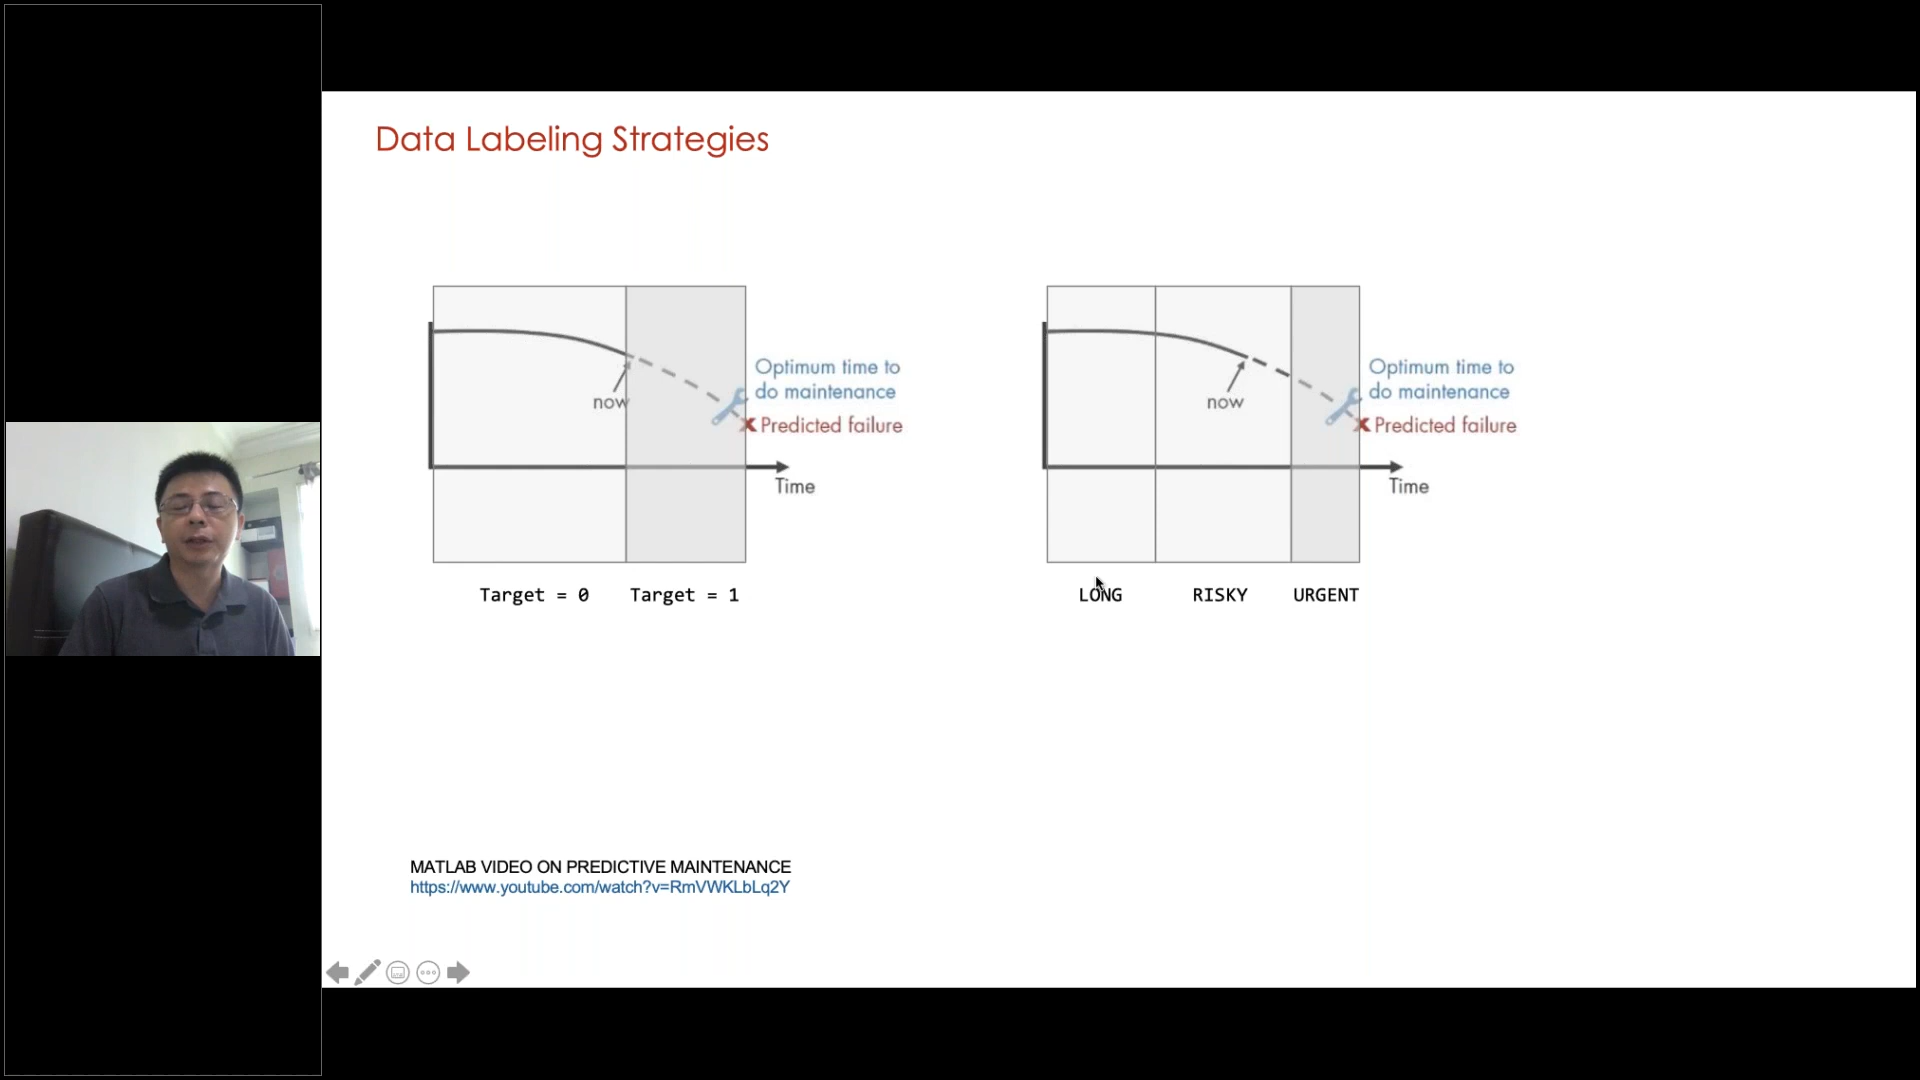 Data Labeling Strategies
Optimum time to
do maintenance
now
Predicted failure
Time
Target = 0
Target = 1
Optimum time to
do maintenance
now
Predicted failure
Time
LONG
RISKY
URGENT
MATLAB VIDEO ON PREDICTIVE MAINTENANCE
https://www.youtube.com/watch?v=RmVWKLbLq2Y